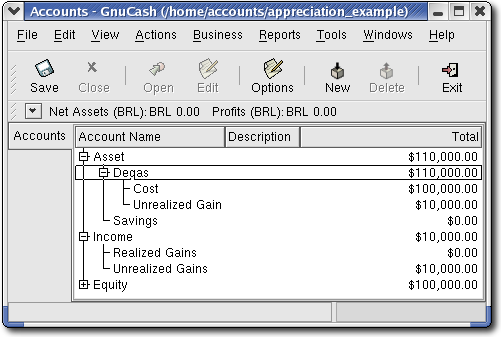 Accounts - GnuCash (/home/accounts/appreciation_example)
File Edit View Actions Business Reports Tools Windows Help
Save Close Open Edit Options New Delete Exit
Net Assets (BRL): BRL 0.00 Profits (BRL): BRL 0.00
Accounts
Account Name Description Total
Asset $110,000.00
Degas $110,000.00
Cost $100,000.00
Unrealized Gain $10,000.00
Savings $0.00
Income $10,000.00
Realized Gains $0.00
Unrealized Gains $10,000.00
Equity $100,000.00